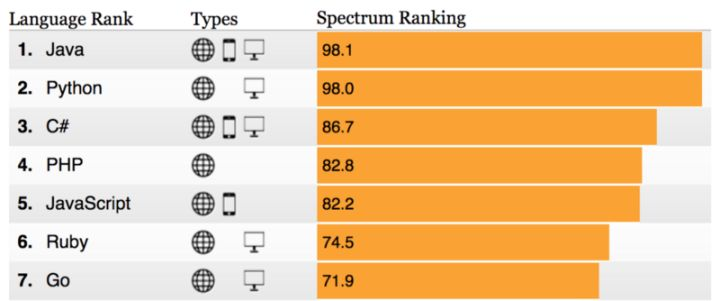 Language Rank Types Spectrum Ranking
1. Java 98.1
2. Python 98.0
3. C# 86.7
4. PHP 82.8
5. JavaScript 82.2
6. Ruby 74.5
7. Go 71.9